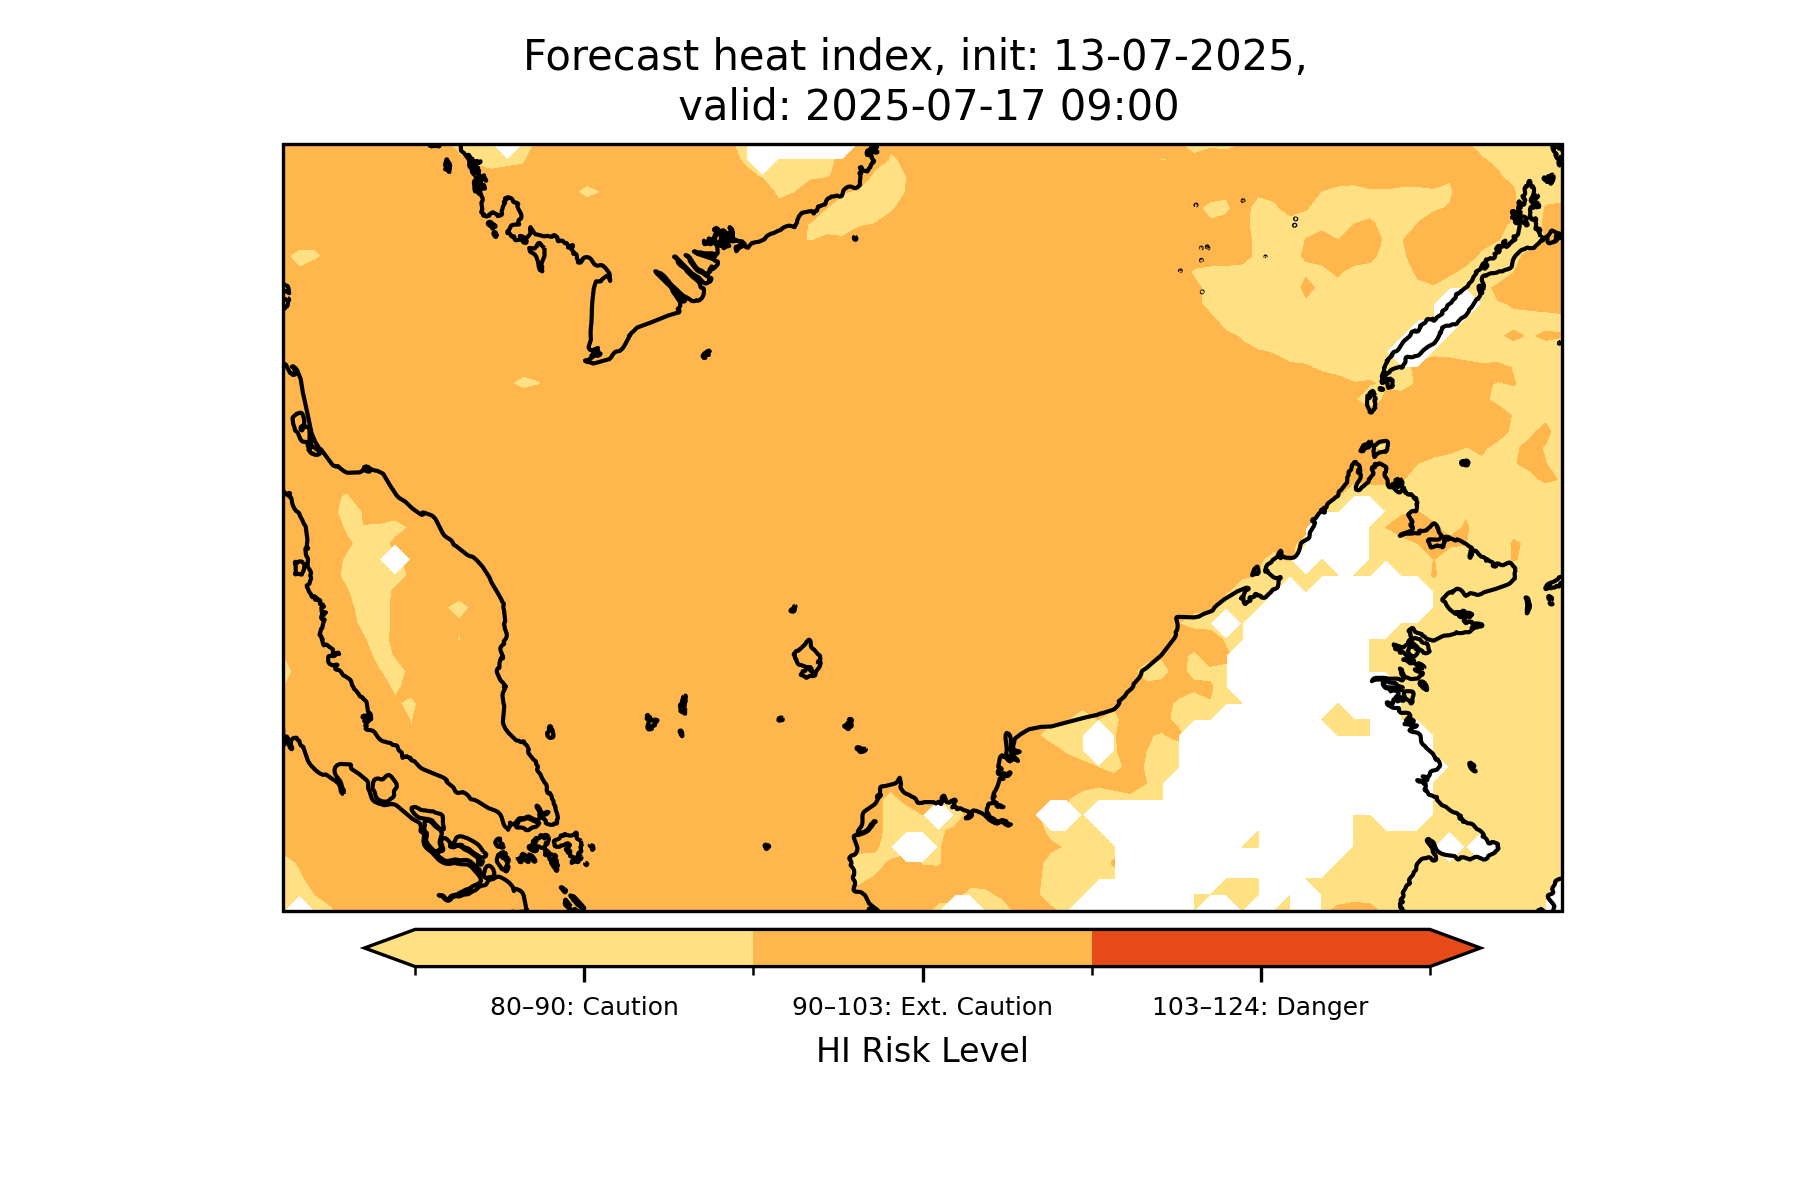 Forecast heat index, init: 13-07-2025,
valid: 2025-07-17 09:00
80–90: Caution
90–103: Ext. Caution
103–124: Danger
HI Risk Level